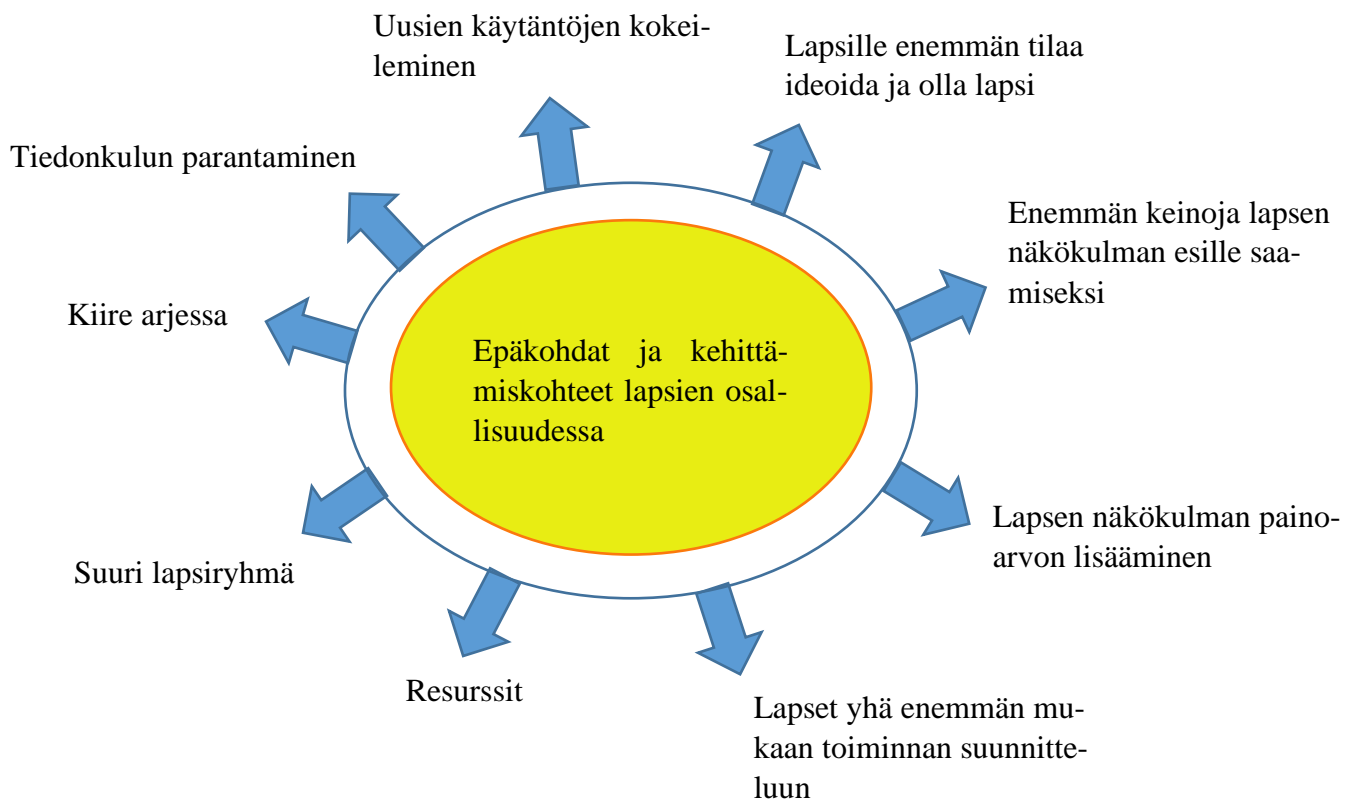 Uusien käytäntöjen kokei-
leminen
Lapsille enemmän tilaa
ideoida ja olla lapsi
Tiedonkulun parantaminen
Enemmän keinoja lapsen
näkökulman esille saa-
miseksi
Kiire arjessa
Epäkohdat ja kehittä-
miskohteet lapsien osal-
lisuudessa
Lapsen näkökulman paino-
arvon lisääminen
Suuri lapsiryhmä
Resurssit
Lapset yhä enemmän mu-
kaan toiminnan suunnitte-
luun